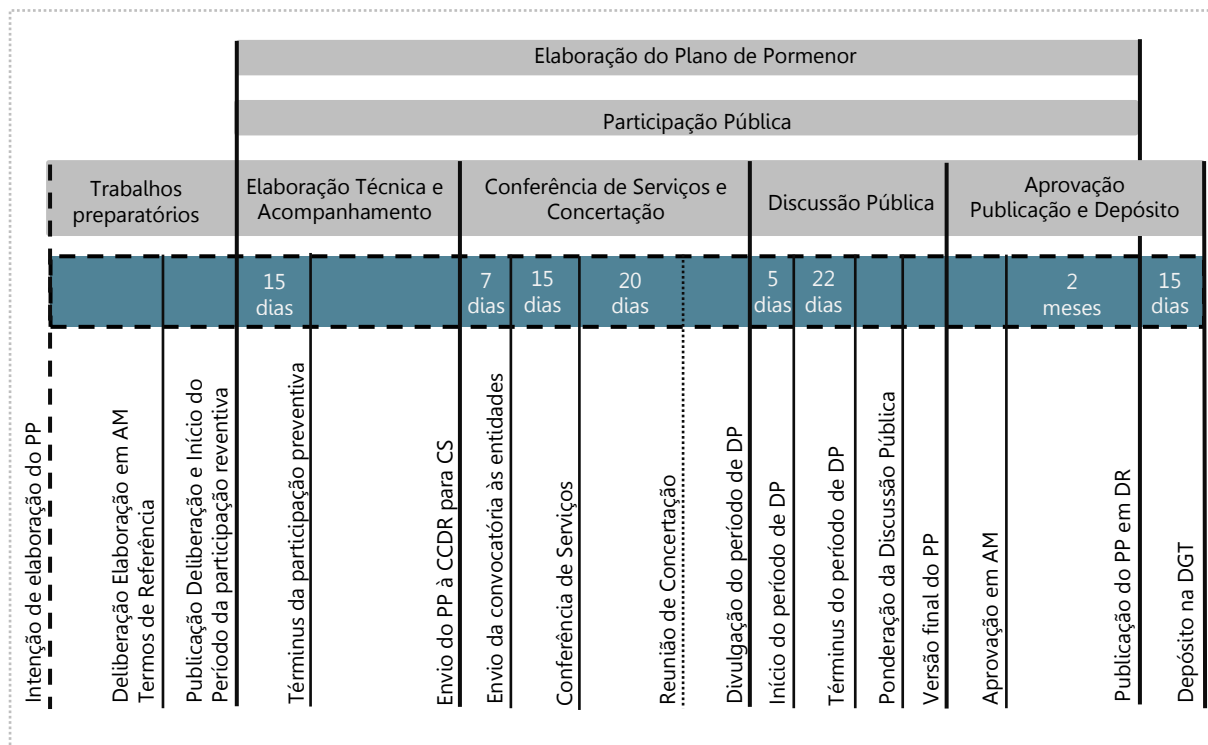 Elaboração do Plano de Pormenor
Participação Pública
Trabalhos
preparatórios
Elaboração Técnica e
Acompanhamento
Conferência de Serviços e
Concertação
Discussão Pública
Aprovação
Publicação e Depósito
15
dias
7
dias
15
dias
20
dias
5
dias
22
dias
2
meses
15
dias
Intenção de elaboração do PP
Deliberação Elaboração em AM
Termos de Referência
Publicação Deliberação e Início do
Período da participação reventiva
Términus da participação preventiva
Envio do PP à CCDR para CS
Envio da convocatória às entidades
Conferência de Serviços
Reunião de Concertação
Divulgação do período de DP
Início do período de DP
Términus do período de DP
Ponderação da Discussão Pública
Versão final do PP
Aprovação em AM
Publicação do PP em DR
Depósito na DGT